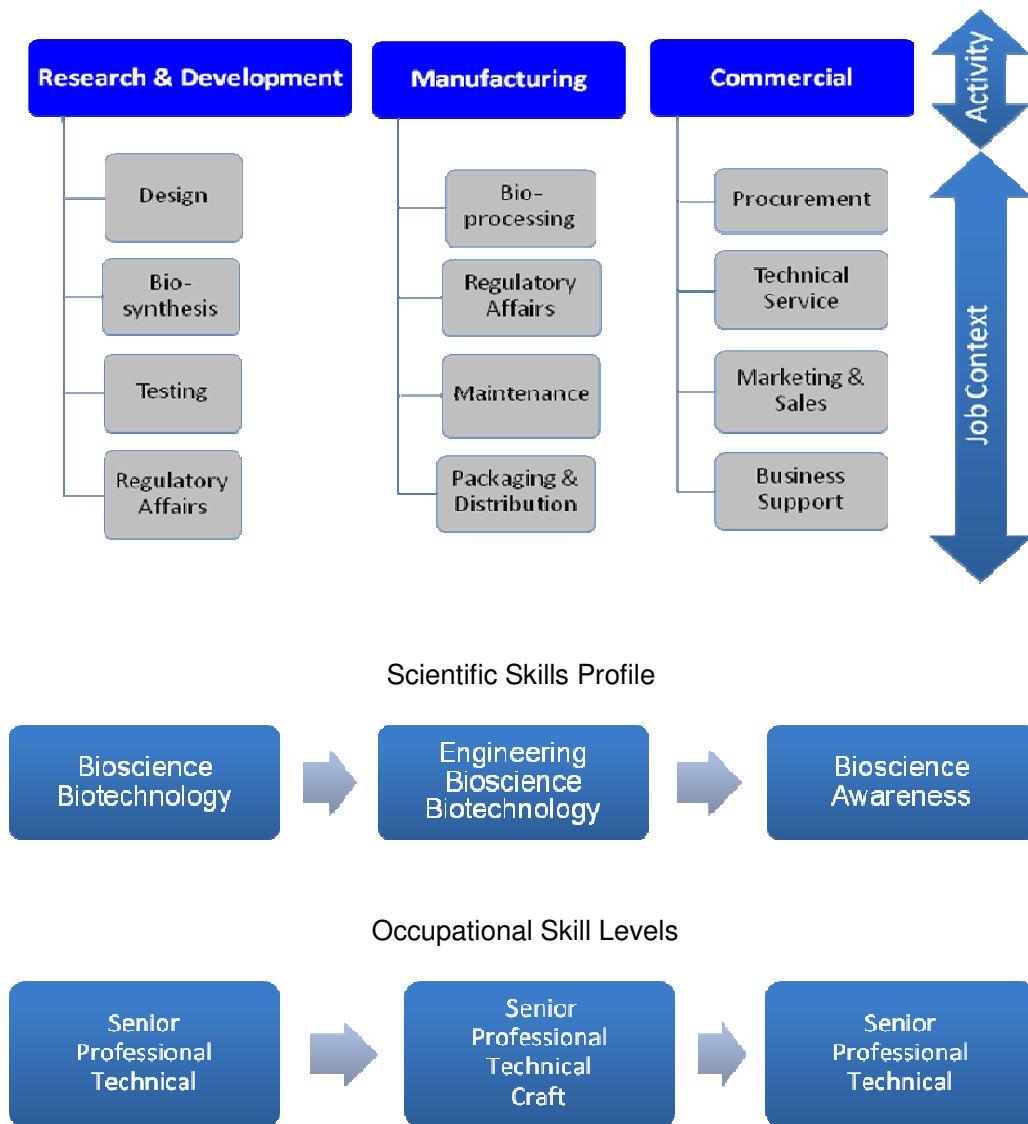 Research & Development
Manufacturing
Commercial
Activity
Design
Bio-
synthesis
Testing
Regulatory
Affairs
Bio-
processing
Regulatory
Affairs
Maintenance
Packaging &
Distribution
Procurement
Technical
Service
Marketing &
Sales
Business
Support
Job Context
Scientific Skills Profile
Bioscience
Biotechnology
Engineering
Bioscience
Biotechnology
Bioscience
Awareness
Occupational Skill Levels
Senior
Professional
Technical
Senior
Professional
Technical
Craft
Senior
Professional
Technical